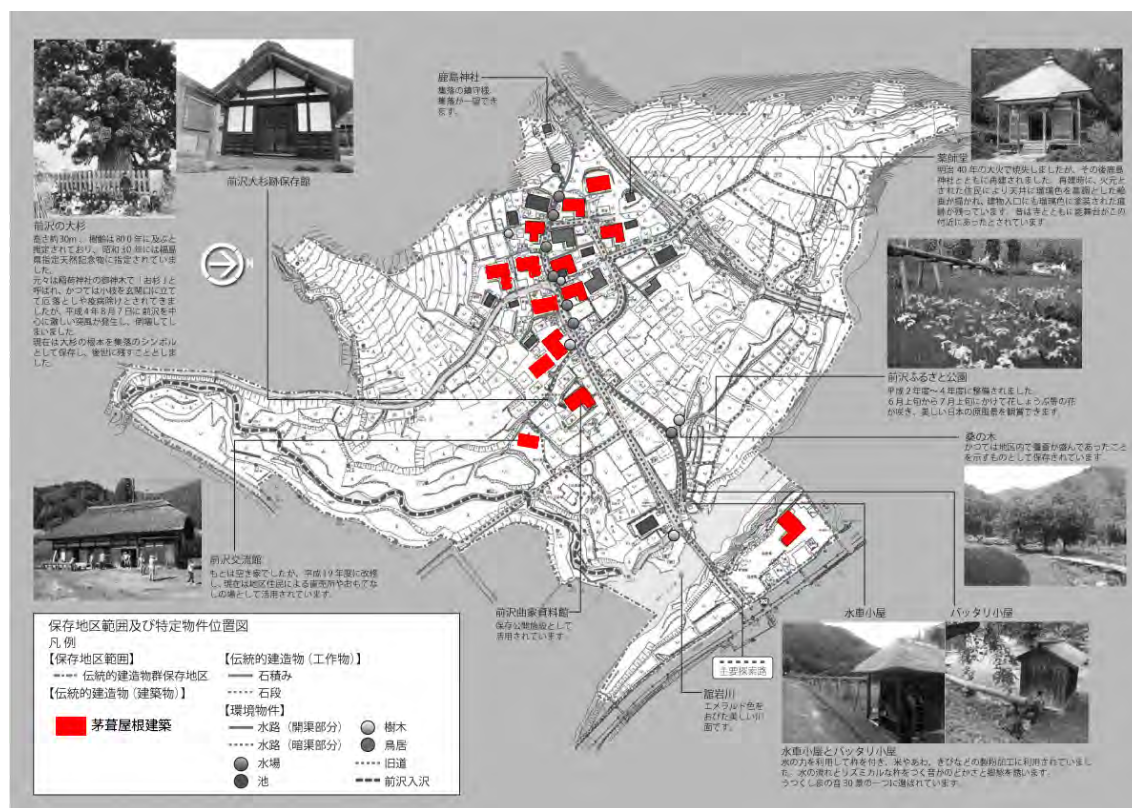 鹿島神社
集落の鎮守様。
集落が一望でき
ます。
薬師堂
明治40年の大火で焼失しましたが、その後鹿島
神社とともに再建されました。再建時に、火元と
された住民により天井に瑠璃色を基調とした絵
画が描かれ、建物入口にも瑠璃色に塗装された痕
跡が残っています。昔は寺とともに歌舞台がこの
付近にあったとされています
前沢大杉跡保存館
前沢の大杉
高さ約30m、樹齢は800年に及ぶと
推定されており、昭和30年には福島
県指定天然記念物に指定されていま
した。
元々は稲荷神社の御神木で「お杉」と
呼ばれ、かつては小枝を玄関口に立て
て厄落としや疫病除けとされてきま
したが、平成4年8月7日に前沢を中
心に激しい突風が発生し、倒壊してし
まいました。
現在は大杉の根本を集落のシンボル
として保存し、後世に残すこととしま
した。
N
前沢ふるさと公園
平成2年度～4年度に整備されました。
6月上旬から7月上旬にかけて花しょうぶ等の花
が咲き、美しい日本の原風景を観賞できます。
桑の木
かつては地区内で養蚕が盛んであったこと
を示すものとして保存されています。
前沢交流館
もとは空き家でしたが、平成19年度に改修
し、現在は地区住民による直売所やおもてな
しの場として活用されています。
前沢曲家資料館
保存公開施設として
活用されています。
水車小屋
バッタリ小屋
主要探索路
舘岩川
エメラルド色を
おびた美しい川
面です。
水車小屋とバッタリ小屋
水の力を利用して杵を付き、米やあわ、きびなどの製粉加工に利用されていまし
た。水の流れとリズミカルな杵をつく音がのどかさと郷愁を誘います。
うつくしまの音30景の一つに選ばれています。
保存地区範囲及び特定物件位置図
凡例
【保存地区範囲】
伝統的建造物群保存地区
【伝統的建造物（建築物）】
茅葺屋根建築
【伝統的建造物（工作物）】
石積み
石段
【環境物件】
水路（開渠部分）
水路（暗渠部分）
水場
池
樹木
鳥居
旧道
前沢入沢